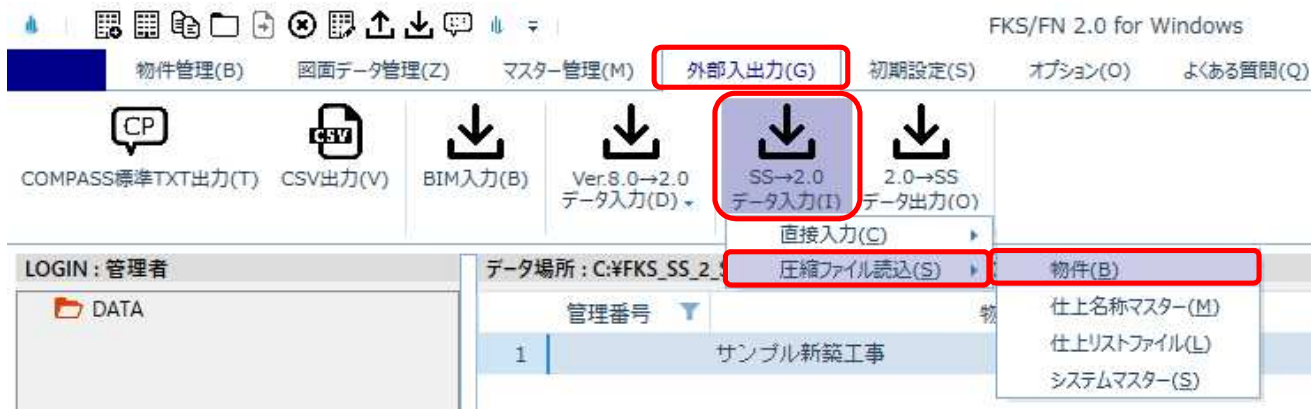 FKS/FN 2.0 for Windows
物件管理(B) 図面データ管理(Z) マスター管理(M) 外部入出力(G) 初期設定(S) オプション(O) よくある質問(Q)
CP CSV
COMPASS標準TXT出力(T) CSV出力(V) BIM入力(B) Ver.8.0→2.0 SS→2.0 2.0→SS
データ入力(D) データ入力(I) データ出力(O)
直接入力(C)
LOGIN : 管理者 データ場所 : C:¥FKS_SS_2_ 圧縮ファイル読込(S) 物件(B)
DATA 管理番号 仕上名称マスター(M)
1 サンプル新築工事 仕上リストファイル(L)
システムマスター(S)